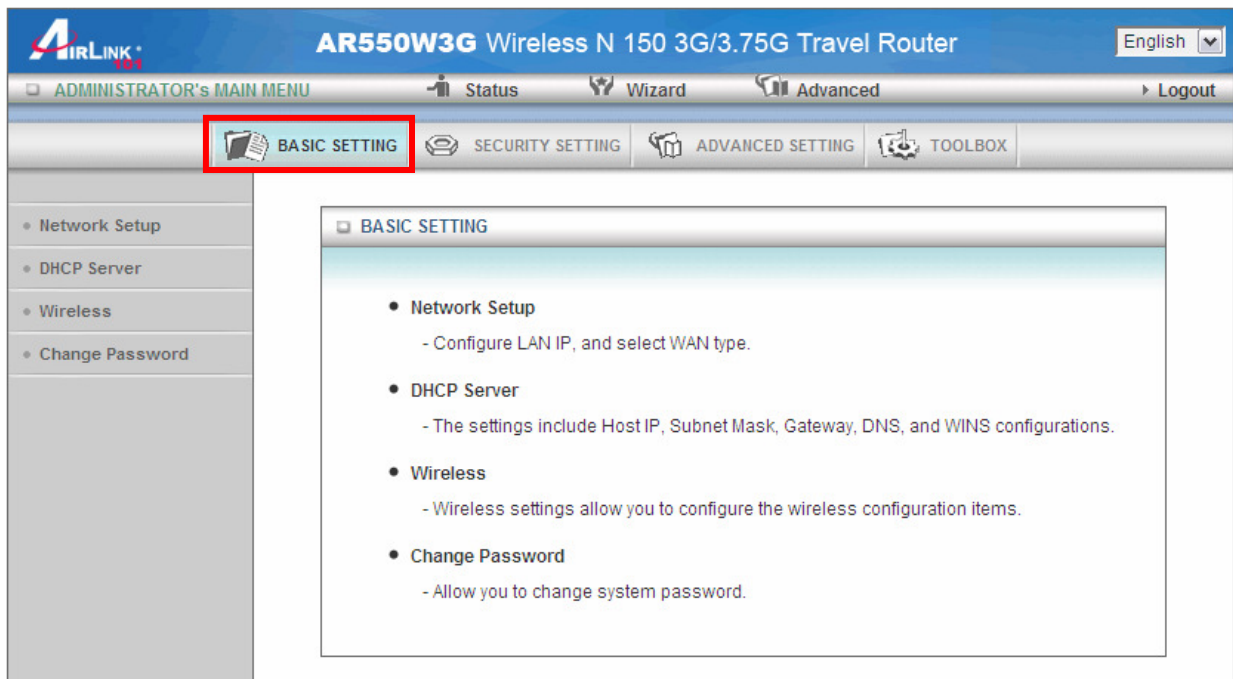 AIRLINK 101
AR550W3G Wireless N 150 3G/3.75G Travel Router
English
ADMINISTRATOR's MAIN MENU
Status
Wizard
Advanced
Logout
BASIC SETTING
SECURITY SETTING
ADVANCED SETTING
TOOLBOX
Network Setup
DHCP Server
Wireless
Change Password
BASIC SETTING
Network Setup
- Configure LAN IP, and select WAN type.
DHCP Server
- The settings include Host IP, Subnet Mask, Gateway, DNS, and WINS configurations.
Wireless
- Wireless settings allow you to configure the wireless configuration items.
Change Password
- Allow you to change system password.